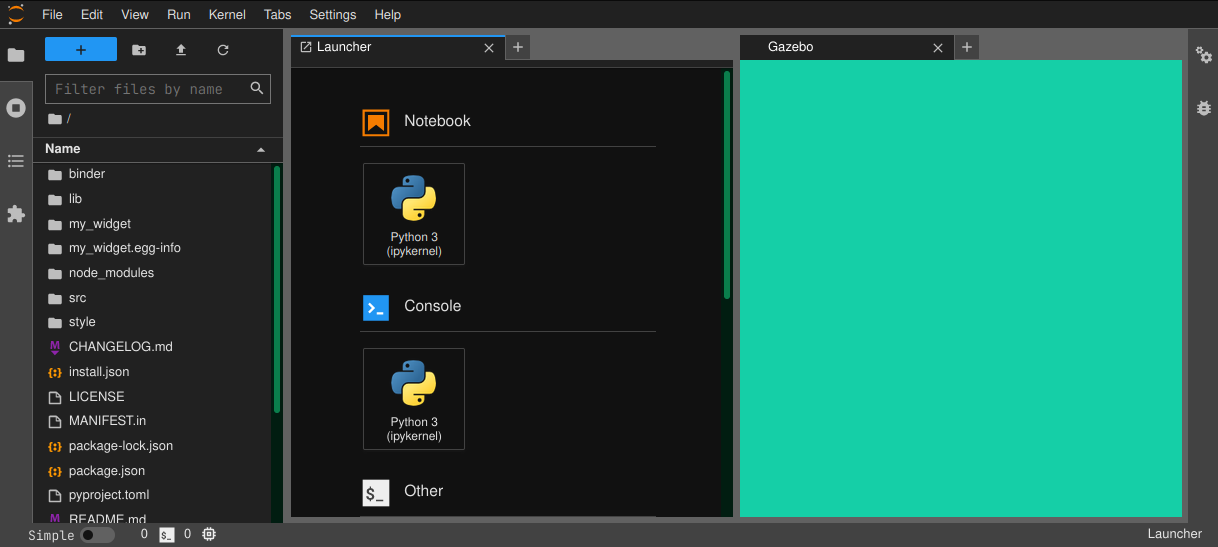 File Edit View Run Kernel Tabs Settings Help
Filter files by name
/
Name
binder
lib
my_widget
my_widget.egg-info
node_modules
src
style
CHANGELOG.md
install.json
LICENSE
MANIFEST.in
package-lock.json
package.json
pyproject.toml
README.md
Launcher
Notebook
Python 3
(ipykernel)
Console
Python 3
(ipykernel)
$_ Other
Gazebo
Simple 0 $_ 0
Launcher